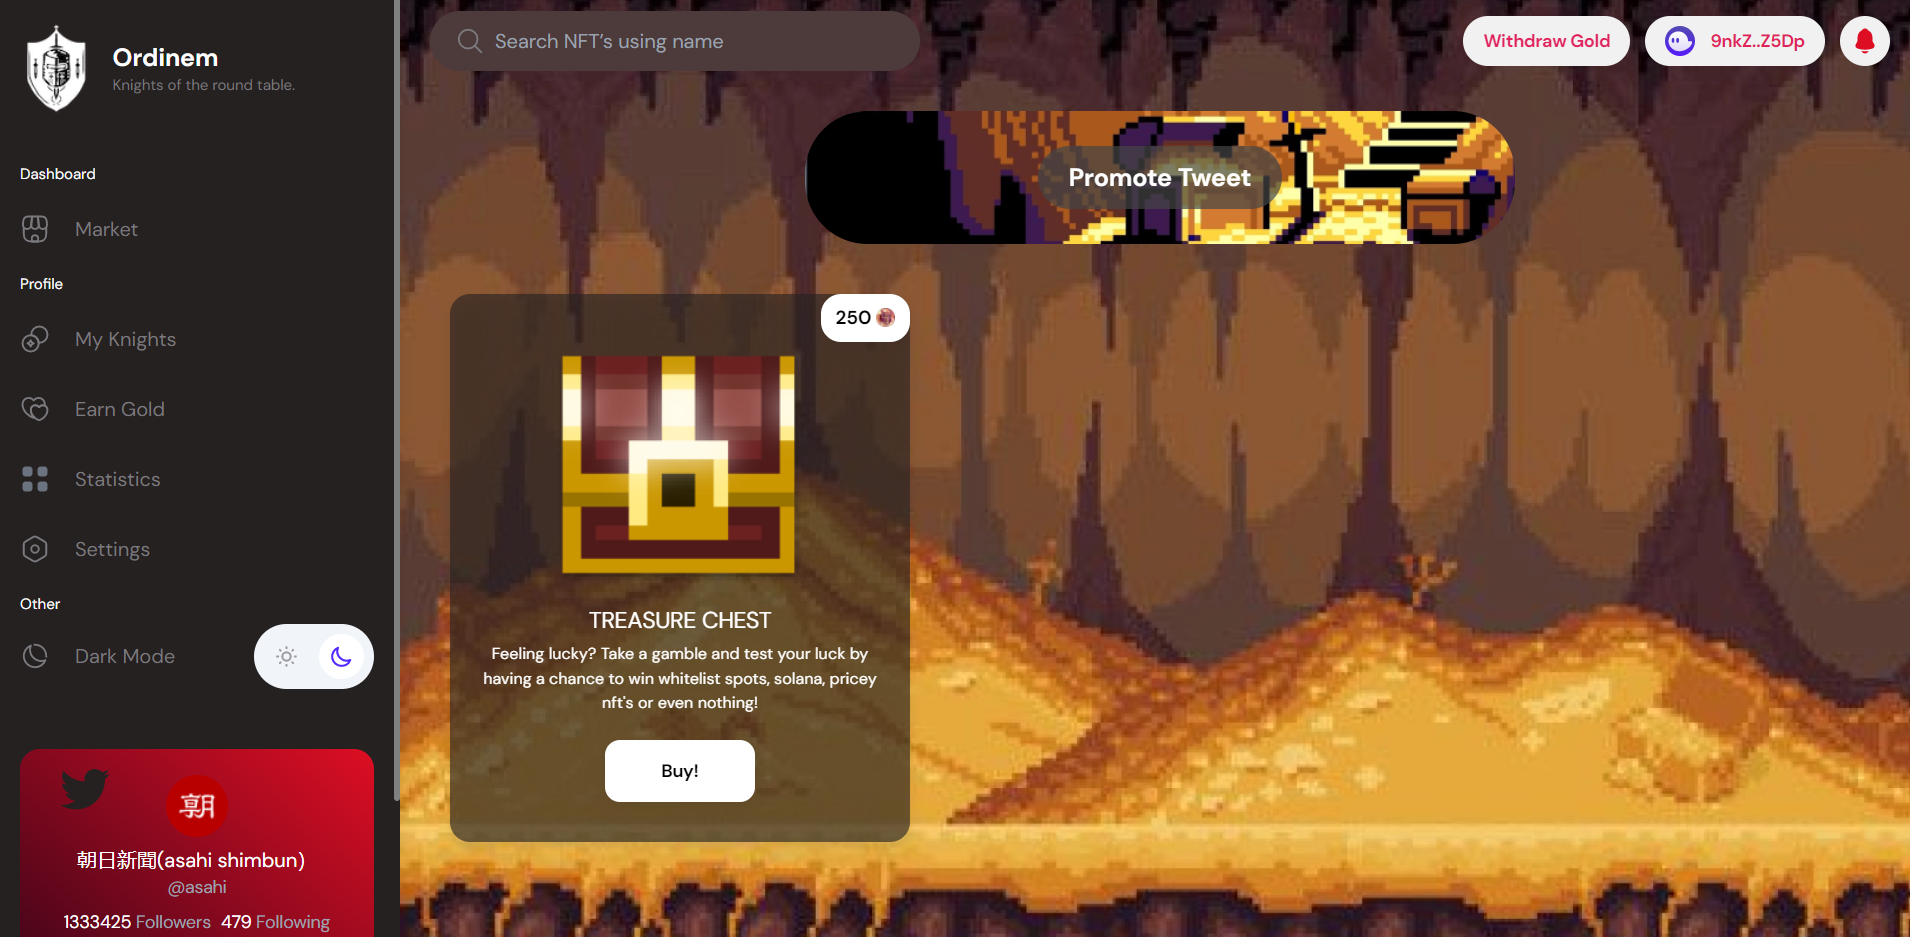 Ordinem
Knights of the round table.
Dashboard
Market
Profile
My Knights
Earn Gold
Statistics
Settings
Other
Dark Mode
朝
朝日新聞(asahi shimbun)
@asahi
1333425 Followers 479 Following
Search NFT's using name
Withdraw Gold
9nkZ..Z5Dp
Promote Tweet
250
TREASURE CHEST
Feeling lucky? Take a gamble and test your luck by
having a chance to win whitelist spots, solana, pricey
nft's or even nothing!
Buy!